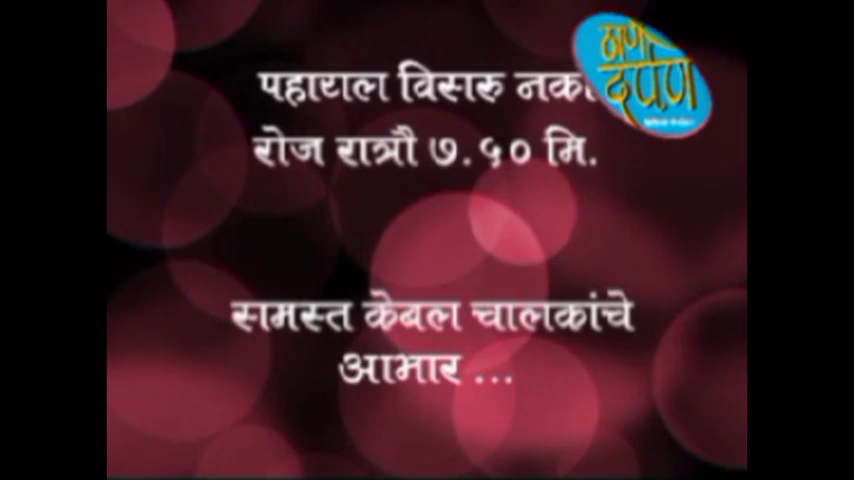 पहायला विसरु नका
रोज रात्रौ ७.५० मि.
समस्त केबल चालकांचे
आभार ...
ठाणे
दर्पण